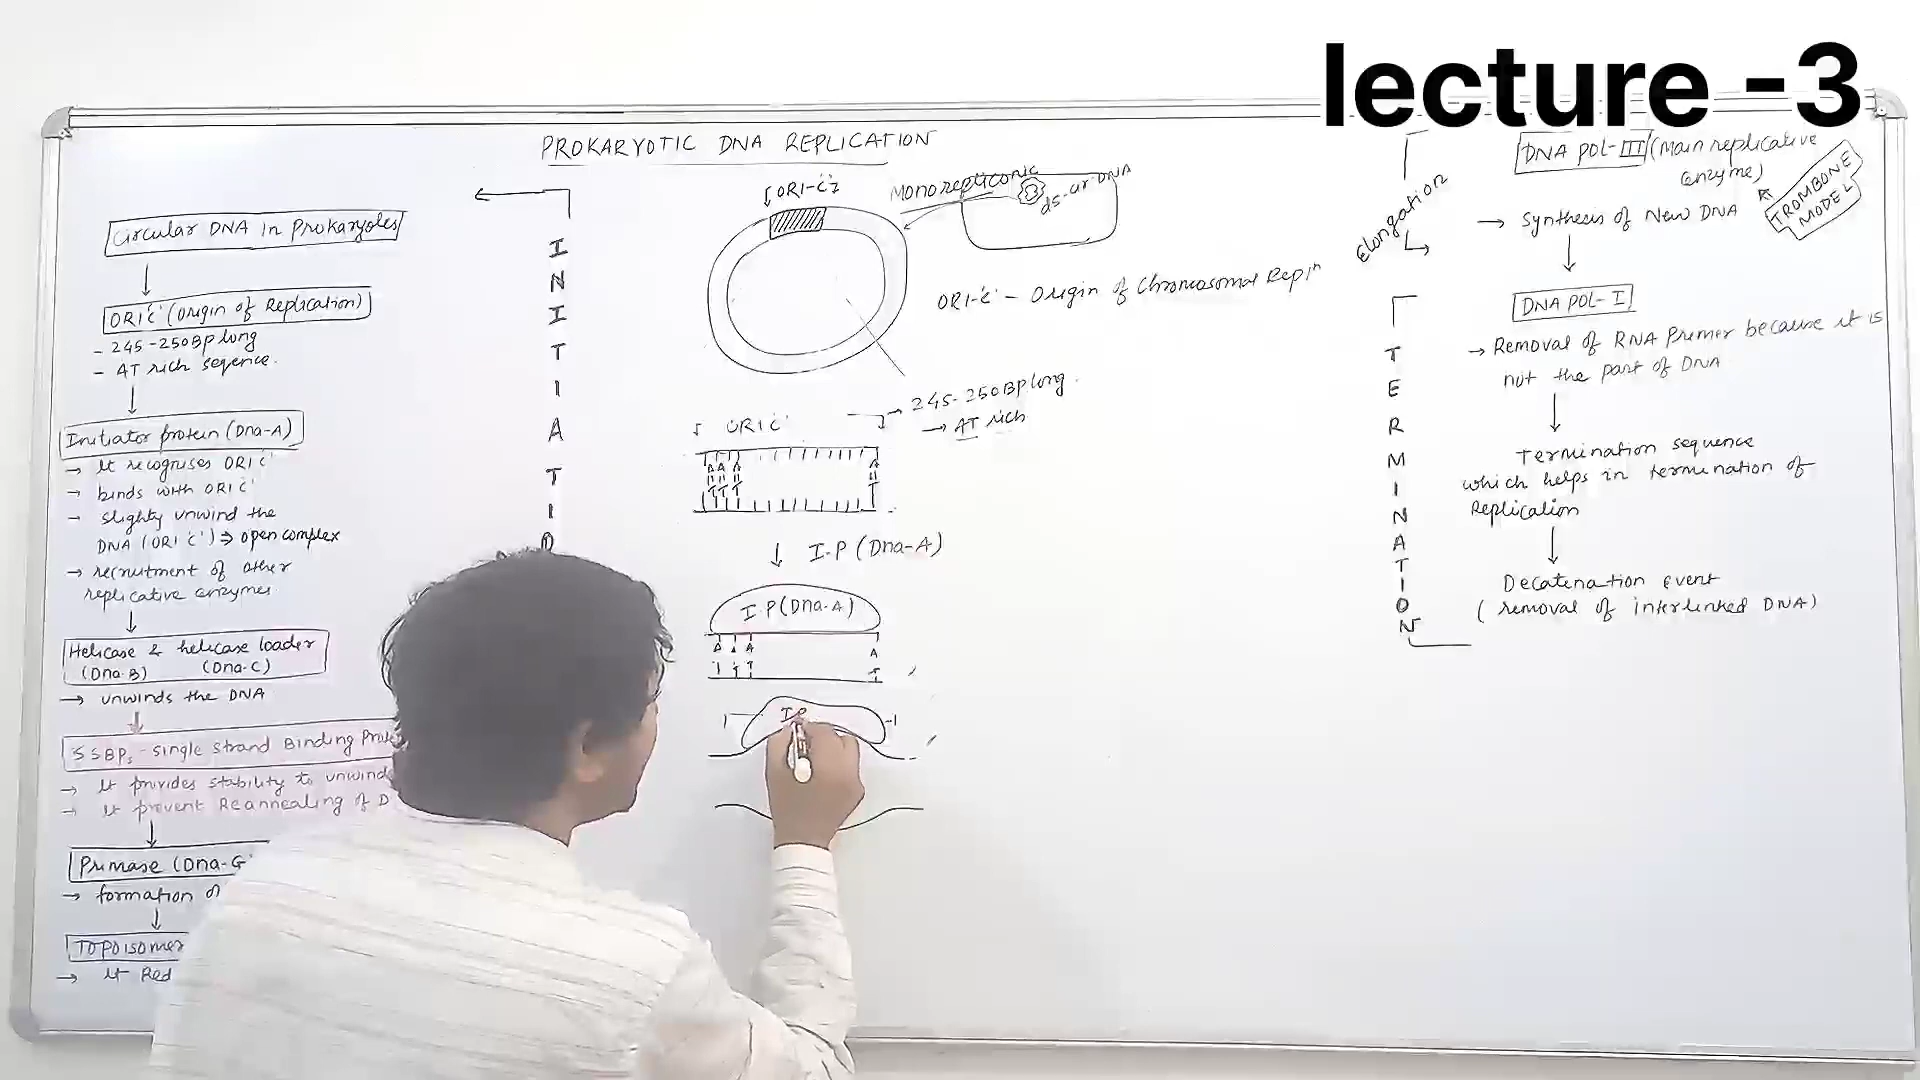 lecture -3
PROKARYOTIC DNA REPLICATION
Circular DNA in Prokaryotes
ORI'C' (Origin of Replication)
- 245-250BP long
- AT rich seqence.
Initiator protein (Dna-A)
→ It recognises ORI 'C'
→ binds with ORI 'C'
→ slighty unwind the
DNA (ORI 'C') ⇒ open complex
→ recruitment of other
replicative enzymes
Helicase & helicase loader
(Dna-B) (Dna-C)
→ unwinds the DNA
SSBPs - Single Strand Binding
→ It provides stability to
→ It prevent Reannealing of
Primase (Dna-G
→ formation of
→ It
INITIATIO
ORI-'C'
Monorepliconic
ds-cir-DNA
ORI-'C' - Origin of Chromosomal Repln
→ 245-250BP long.
→ AT rich
ORI'C'
A A A A
T T T T
I.P (Dna-A)
I.P (Dna-A)
A A A A
T T T T
I.P
Elongation
DNA POL-III (Main replicative
enzyme)
TROMBONE
MODEL
→ Synthesis of New DNA
TERMINATION
DNA POL-I
→ Removal of RNA Primer because it is
not the part of DNA
Termination sequence
which helps in termination of
Replication
Decatenation event
(removal of interlinked DNA)